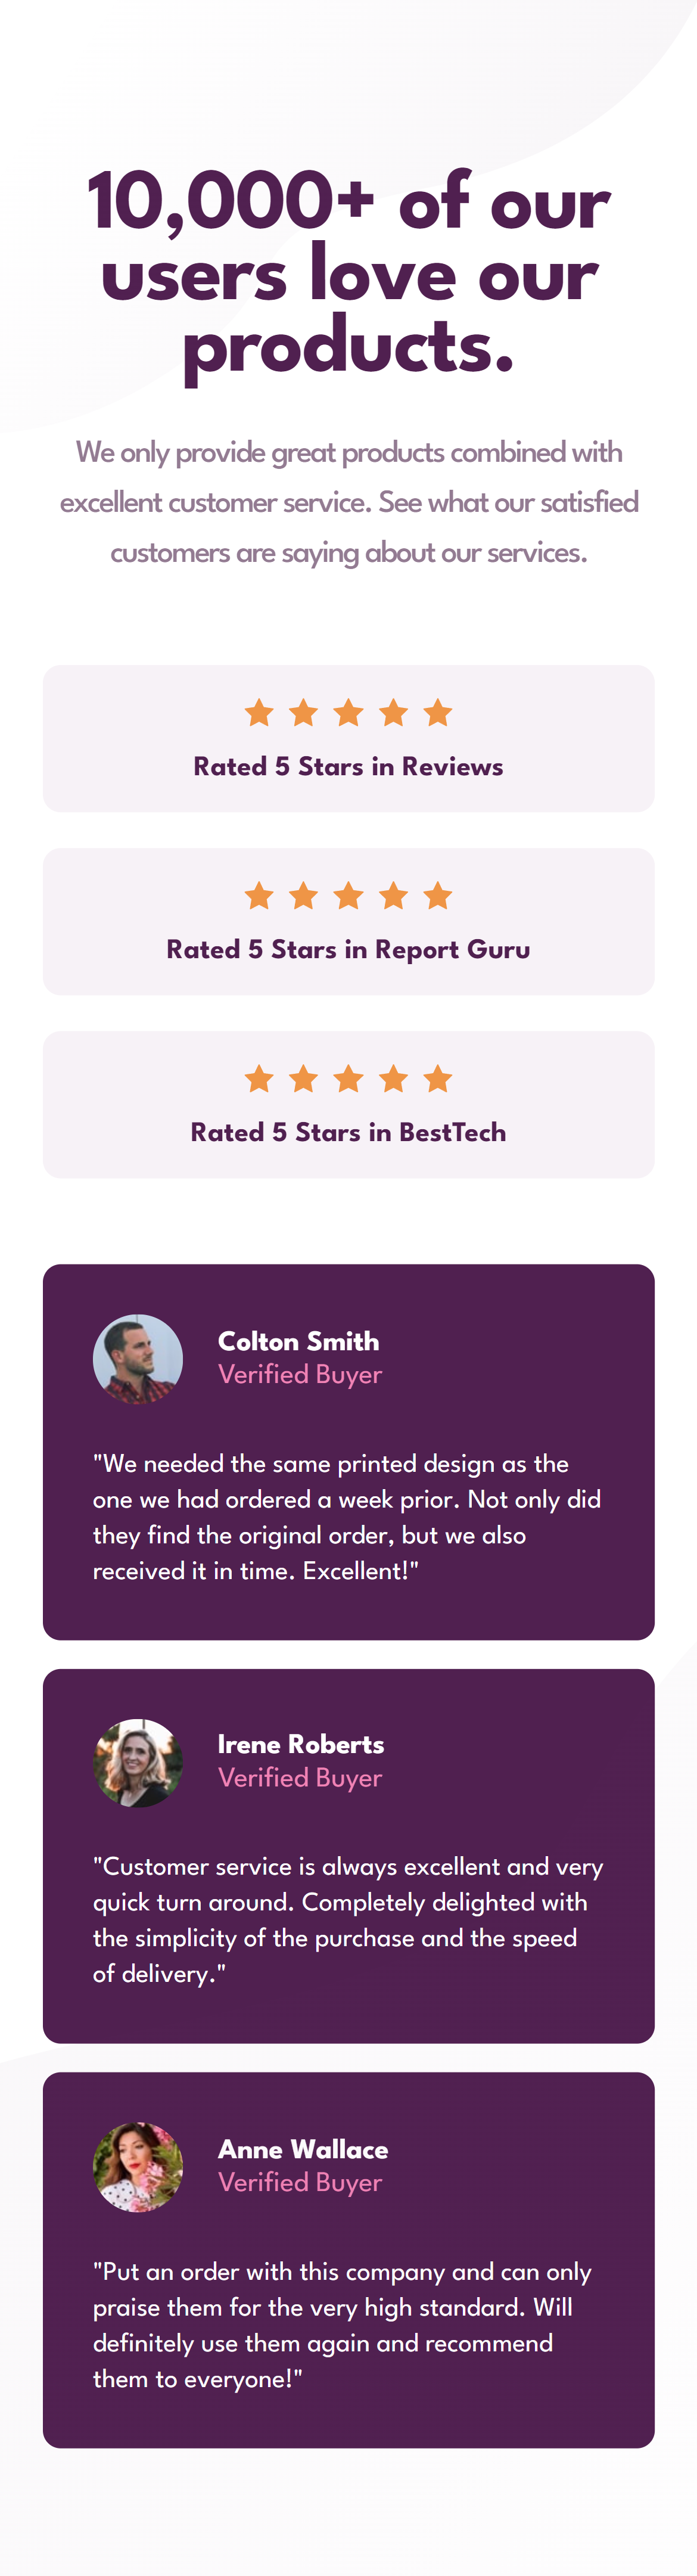 10,000+ of our
users love our
products.
We only provide great products combined with
excellent customer service. See what our satisfied
customers are saying about our services.
Rated 5 Stars in Reviews
Rated 5 Stars in Report Guru
Rated 5 Stars in BestTech
Colton Smith
Verified Buyer
"We needed the same printed design as the
one we had ordered a week prior. Not only did
they find the original order, but we also
received it in time. Excellent!"
Irene Roberts
Verified Buyer
"Customer service is always excellent and very
quick turn around. Completely delighted with
the simplicity of the purchase and the speed
of delivery."
Anne Wallace
Verified Buyer
"Put an order with this company and can only
praise them for the very high standard. Will
definitely use them again and recommend
them to everyone!"